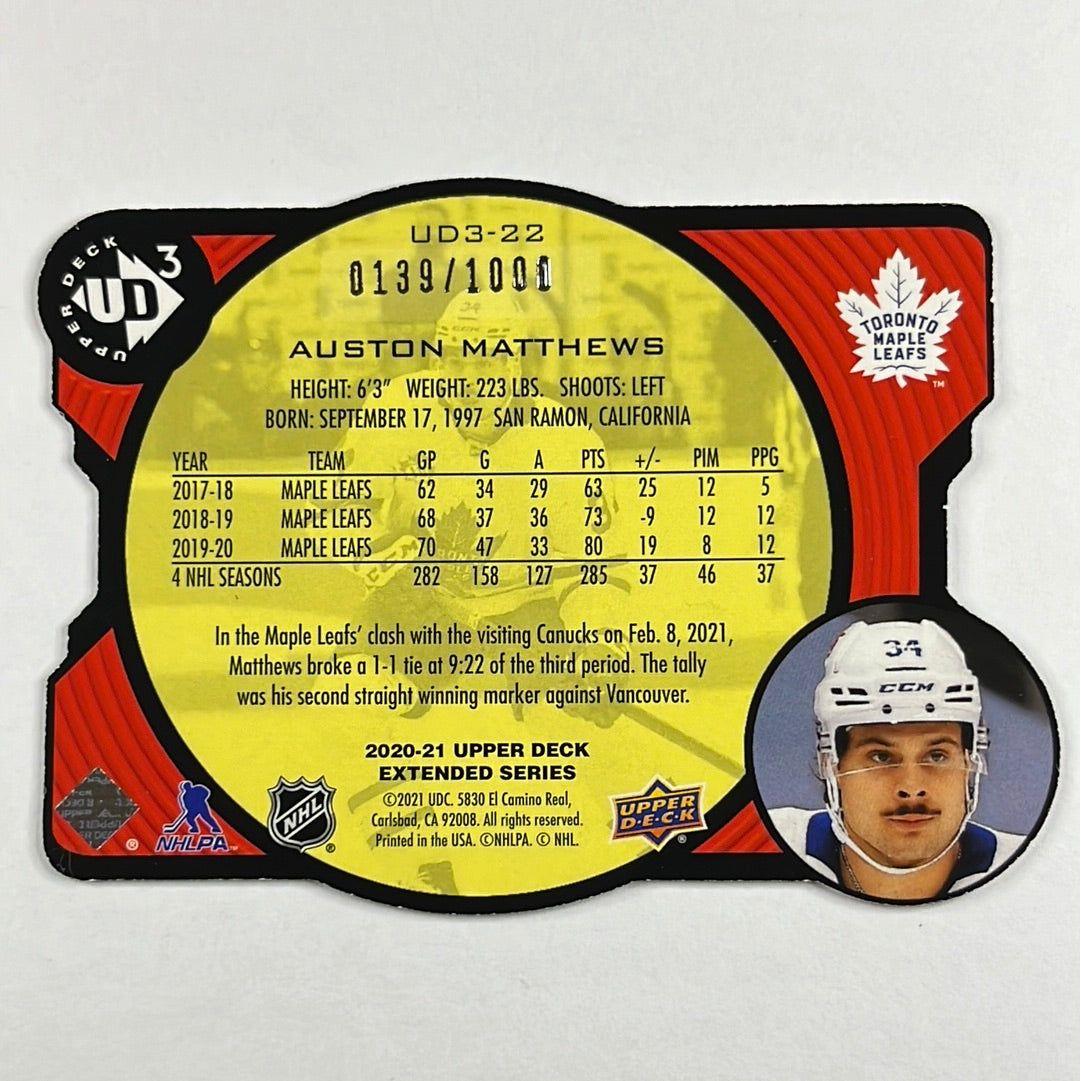 UPPER DECK
UD3
UD3-22
0139/1000
AUSTON MATTHEWS
HEIGHT: 6'3" WEIGHT: 223 LBS. SHOOTS: LEFT
BORN: SEPTEMBER 17, 1997 SAN RAMON, CALIFORNIA
TORONTO
MAPLE
LEAFS
™
YEAR TEAM GP G A PTS +/- PIM PPG
2017-18 MAPLE LEAFS 62 34 29 63 25 12 5
2018-19 MAPLE LEAFS 68 37 36 73 -9 12 12
2019-20 MAPLE LEAFS 70 47 33 80 19 8 12
4 NHL SEASONS 282 158 127 285 37 46 37
In the Maple Leafs' clash with the visiting Canucks on Feb. 8, 2021,
Matthews broke a 1-1 tie at 9:22 of the third period. The tally
was his second straight winning marker against Vancouver.
34
CCM
2020-21 UPPER DECK
EXTENDED SERIES
©2021 UDC. 5830 El Camino Real,
Carlsbad, CA 92008. All rights reserved.
Printed in the USA. ©NHLPA. © NHL.
®
NHLPA™
NHL®
UPPER
DECK®